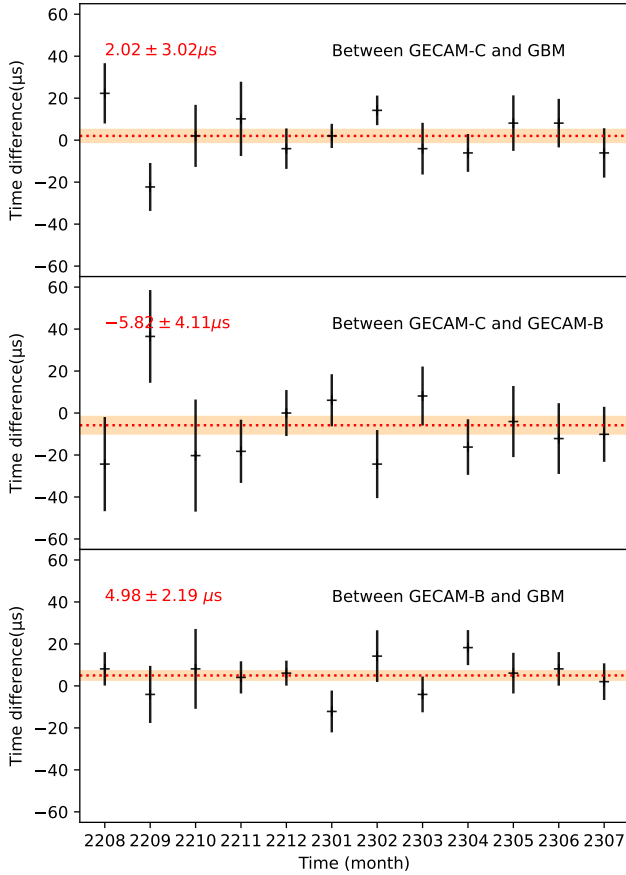 60
2.02 ± 3.02μs
Between GECAM-C and GBM
40
20
0
−20
−40
−60
Time difference(μs)
60
−5.82 ± 4.11μs
Between GECAM-C and GECAM-B
40
20
0
−20
−40
−60
Time difference(μs)
60
4.98 ± 2.19 μs
Between GECAM-B and GBM
40
20
0
−20
−40
−60
Time difference(μs)
2208 2209 2210 2211 2212 2301 2302 2303 2304 2305 2306 2307
Time (month)